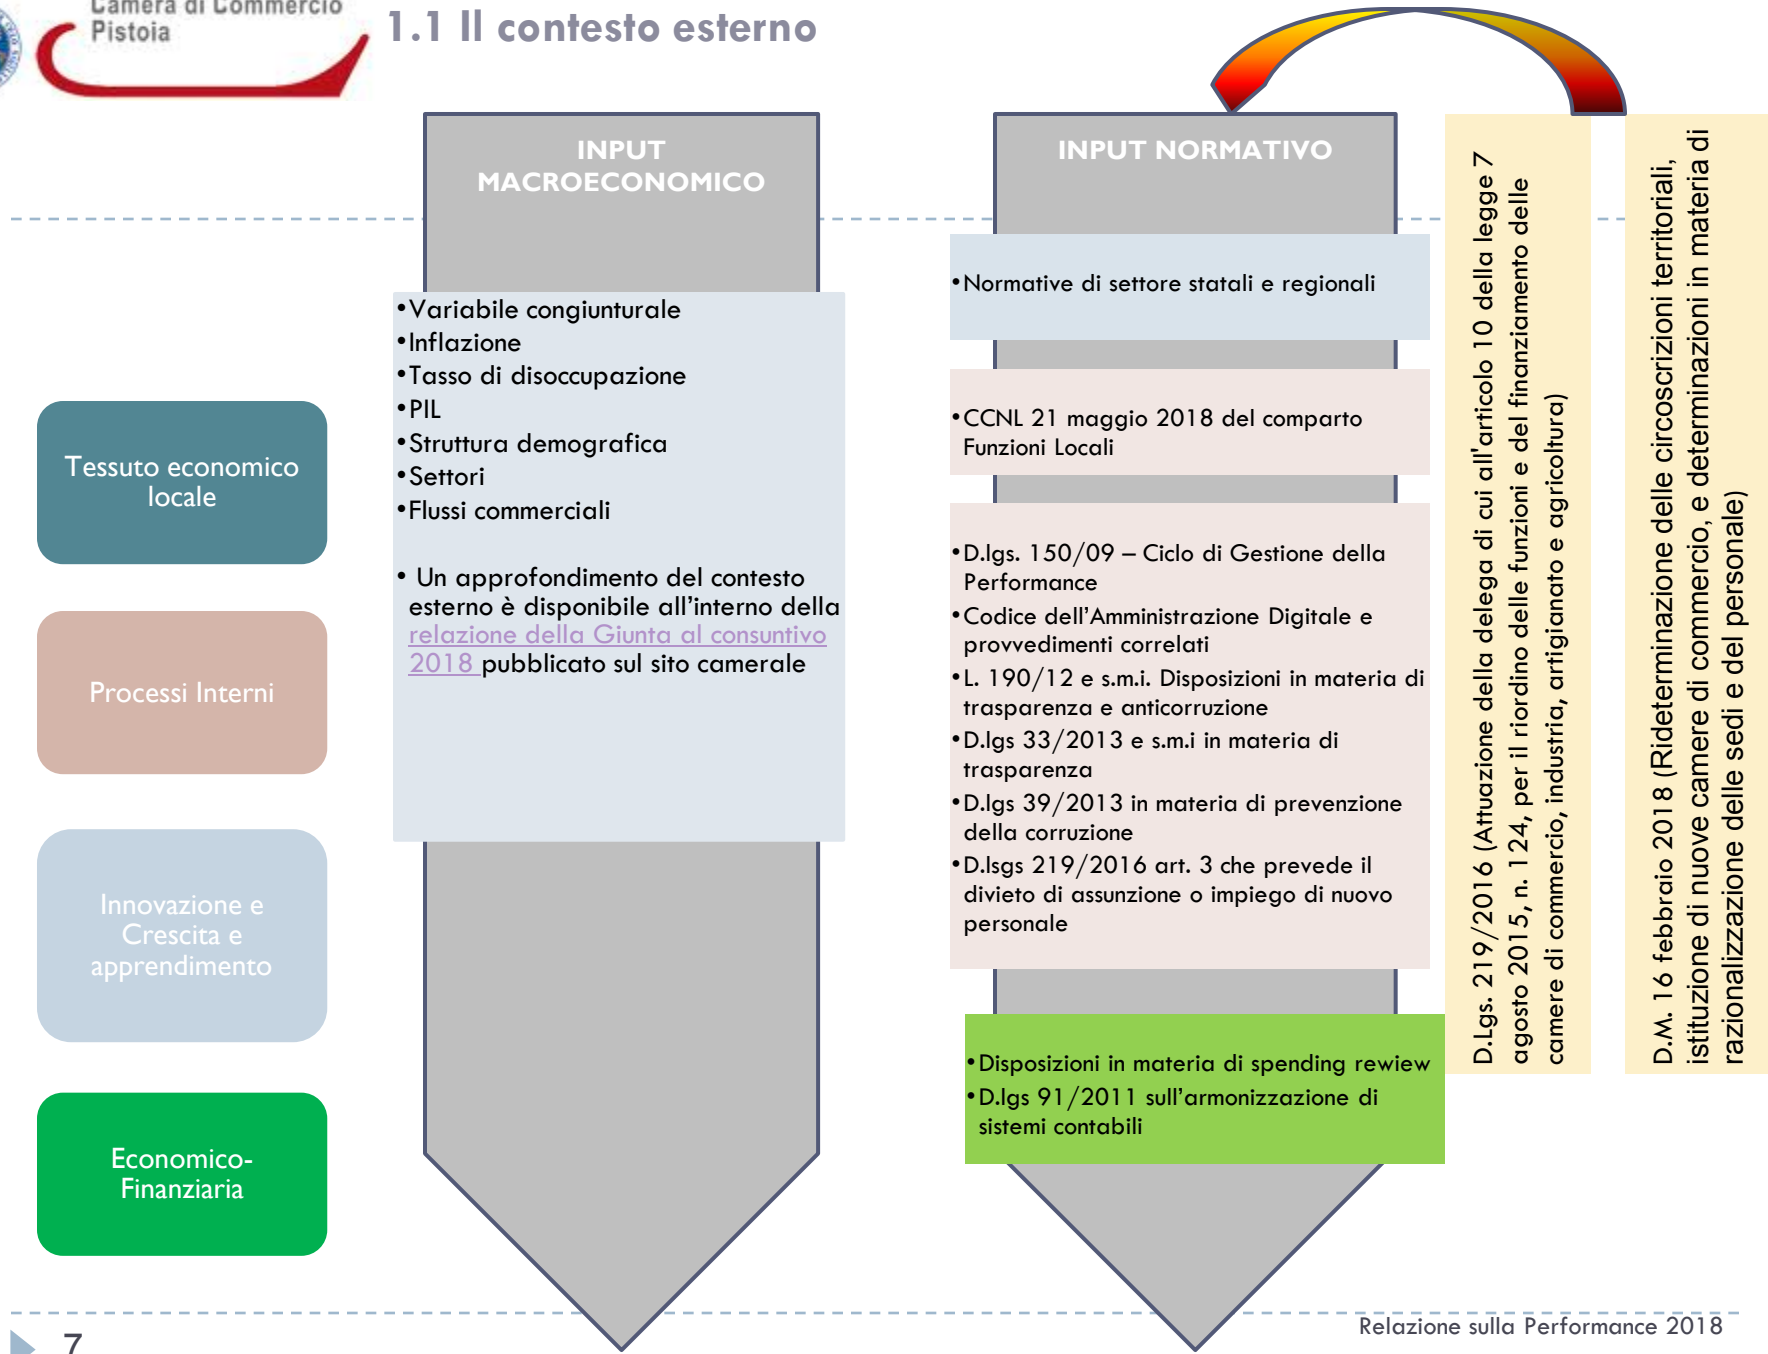 Camera di Commercio
Pistoia
1.1 Il contesto esterno
INPUT
MACROECONOMICO
•Variabile congiunturale
•Inflazione
•Tasso di disoccupazione
•PIL
•Struttura demografica
•Settori
•Flussi commerciali
• Un approfondimento del contesto
esterno è disponibile all'interno della
relazione della Giunta al consuntivo
2018 pubblicato sul sito camerale
INPUT NORMATIVO
•Normative di settore statali e regionali
•CCNL 21 maggio 2018 del comparto
Funzioni Locali
•D.lgs. 150/09 – Ciclo di Gestione della
Performance
•Codice dell'Amministrazione Digitale e
provvedimenti correlati
•L. 190/12 e s.m.i. Disposizioni in materia di
trasparenza e anticorruzione
•D.lgs 33/2013 e s.m.i in materia di
trasparenza
•D.lgs 39/2013 in materia di prevenzione
della corruzione
•D.lsgs 219/2016 art. 3 che prevede il
divieto di assunzione o impiego di nuovo
personale
•Disposizioni in materia di spending rewiew
•D.lgs 91/2011 sull'armonizzazione di
sistemi contabili
D.Lgs. 219/2016 (Attuazione della delega di cui all'articolo 10 della legge 7
agosto 2015, n. 124, per il riordino delle funzioni e del finanziamento delle
camere di commercio, industria, artigianato e agricoltura)
D.M. 16 febbraio 2018 (Rideterminazione delle circoscrizioni territoriali,
istituzione di nuove camere di commercio, e determinazioni in materia di
razionalizzazione delle sedi e del personale)
Tessuto economico
locale
Processi Interni
Innovazione e
Crescita e
apprendimento
Economico-
Finanziaria
Relazione sulla Performance 2018
7